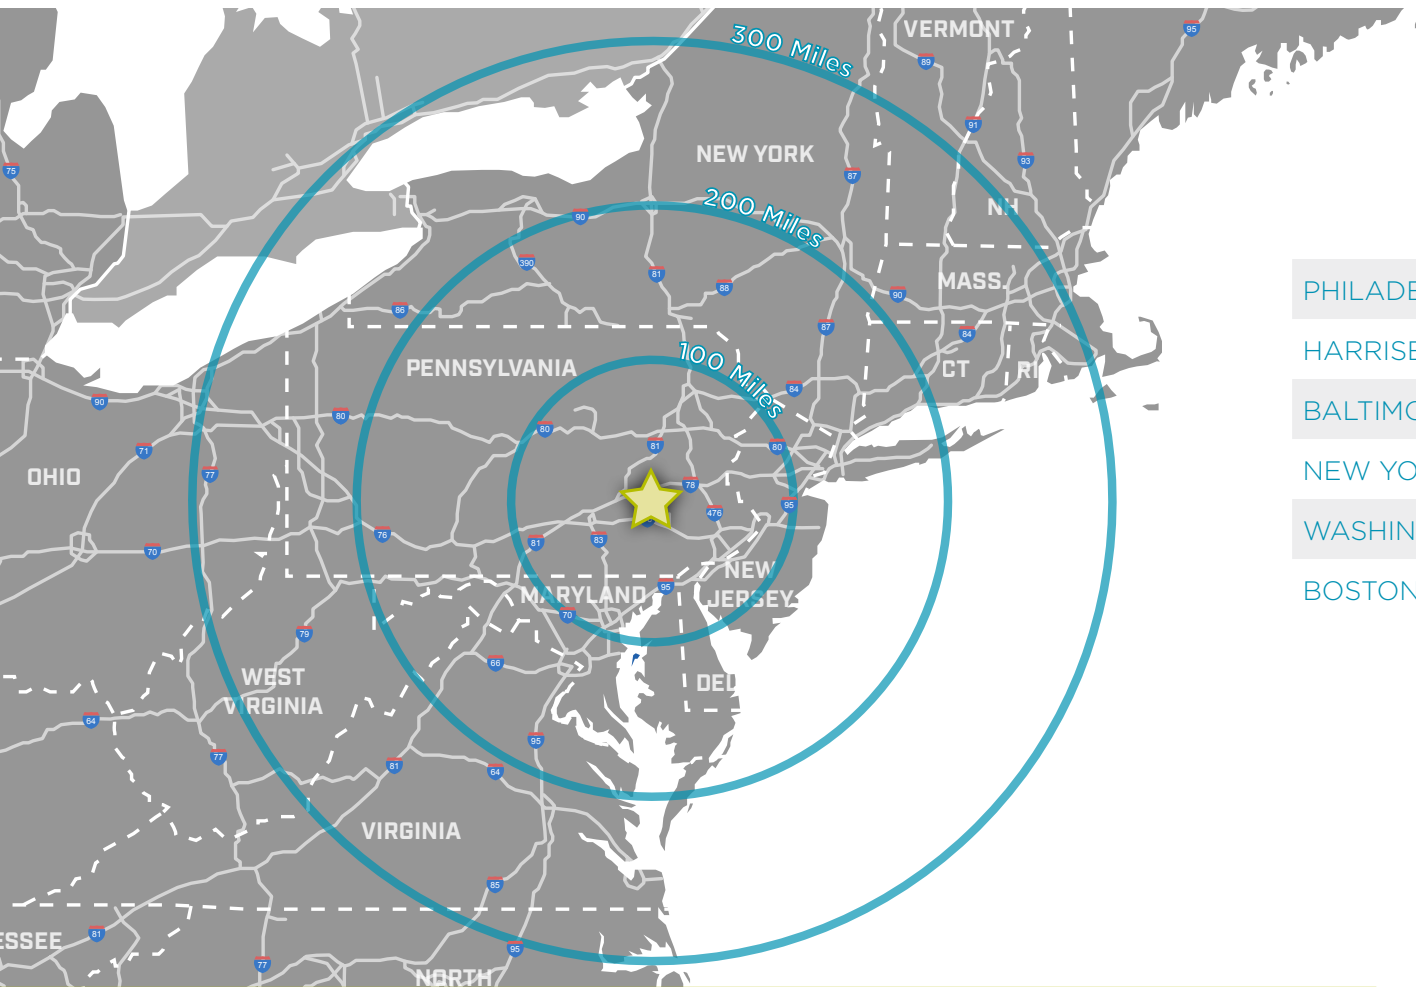 300 Miles
VERMONT
95
89
91
75
NEW YORK
93
87
200 Miles
NH
90
390
81
88
MASS.
90
86
87
84
100 Miles
PENNSYLVANIA
CT
RI
84
90
80
80
81
80
71
OHIO
77
78
95
476
76
81
83
70
NEW
JERSEY
95
MARYLAND
70
79
66
WEST
VIRGINIA
DEL
64
95
77
81
64
VIRGINIA
85
ESSEE
81
95
77
NORTH
PHILADE
HARRISB
BALTIMO
NEW YO
WASHIN
BOSTON